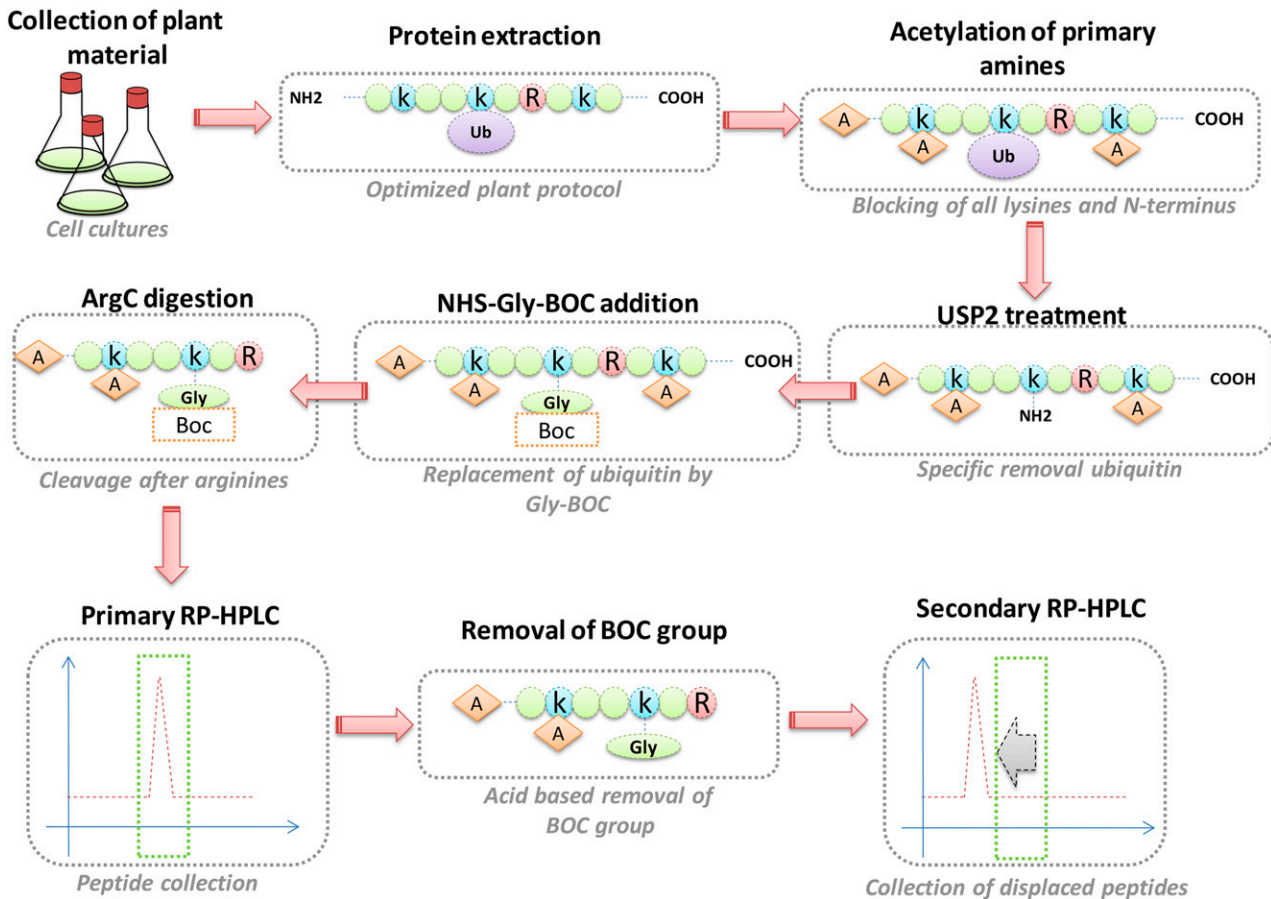 Collection of plant
material
Cell cultures
Protein extraction
NH2 k k R k COOH
Ub
Optimized plant protocol
Acetylation of primary
amines
A k k R k COOH
A Ub A
Blocking of all lysines and N-terminus
ArgC digestion
A k k R
A Gly
Boc
Cleavage after arginines
NHS-Gly-BOC addition
A k k R k COOH
A Gly A
Boc
Replacement of ubiquitin by
Gly-BOC
USP2 treatment
A k k R k COOH
A NH2 A
Specific removal ubiquitin
Primary RP-HPLC
Peptide collection
Removal of BOC group
A k k R
A Gly
Acid based removal of
BOC group
Secondary RP-HPLC
Collection of displaced peptides